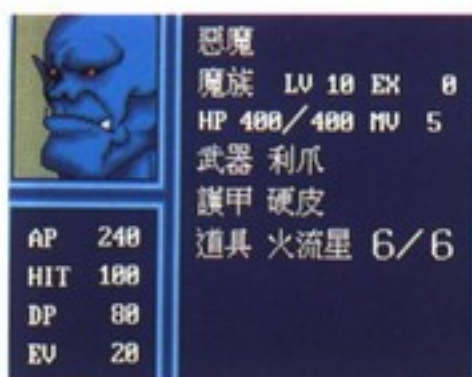 惡魔
魔族 LV 10 EX 0
HP 400/400 MV 5
武器 利爪
護甲 硬皮
道具 火流星 6/6
AP 240
HIT 100
DP 80
EV 20